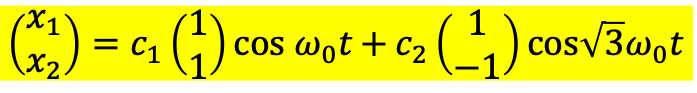 (x₁ x₂) = c₁ (1 1) cos ω₀t + c₂ (1 −1) cos√3ω₀t